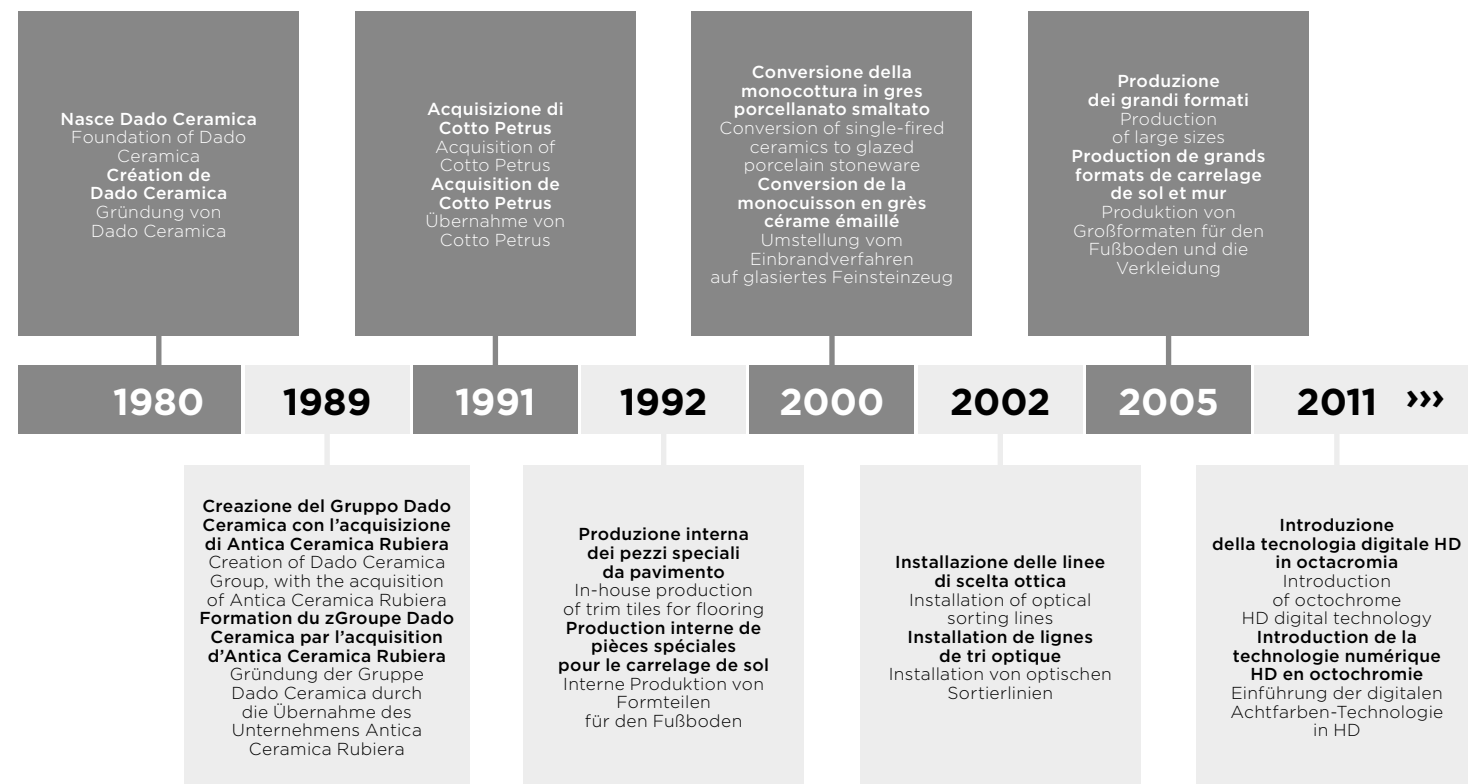 Nasce Dado Ceramica
Foundation of Dado
Ceramica
Création de
Dado Ceramica
Gründung von
Dado Ceramica
Acquisizione di
Cotto Petrus
Acquisition of
Cotto Petrus
Acquisition de
Cotto Petrus
Übernahme von
Cotto Petrus
Conversione della
monocottura in gres
porcellanato smaltato
Conversion of single-fired
ceramics to glazed
porcelain stoneware
Conversion de la
monocuisson en grès
cérame émaillé
Umstellung vom
Einbrandverfahren
auf glasiertes Feinsteinzeug
Produzione
dei grandi formati
Production
of large sizes
Production de grands
formats de carrelage
de sol et mur
Produktion von
Großformaten für den
Fußboden und die
Verkleidung
1980 1989 1991 1992 2000 2002 2005 2011 ›››
Creazione del Gruppo Dado
Ceramica con l’acquisizione
di Antica Ceramica Rubiera
Creation of Dado Ceramica
Group, with the acquisition
of Antica Ceramica Rubiera
Formation du zGroupe Dado
Ceramica par l’acquisition
d’Antica Ceramica Rubiera
Gründung der Gruppe
Dado Ceramica durch
die Übernahme des
Unternehmens Antica
Ceramica Rubiera
Produzione interna
dei pezzi speciali
da pavimento
In-house production
of trim tiles for flooring
Production interne de
pièces spéciales
pour le carrelage de sol
Interne Produktion von
Formteilen
für den Fußboden
Installazione delle linee
di scelta ottica
Installation of optical
sorting lines
Installation de lignes
de tri optique
Installation von optischen
Sortierlinien
Introduzione
della tecnologia digitale HD
in octacromia
Introduction
of octochrome
HD digital technology
Introduction de la
technologie numérique
HD en octochromie
Einführung der digitalen
Achtfarben-Technologie
in HD